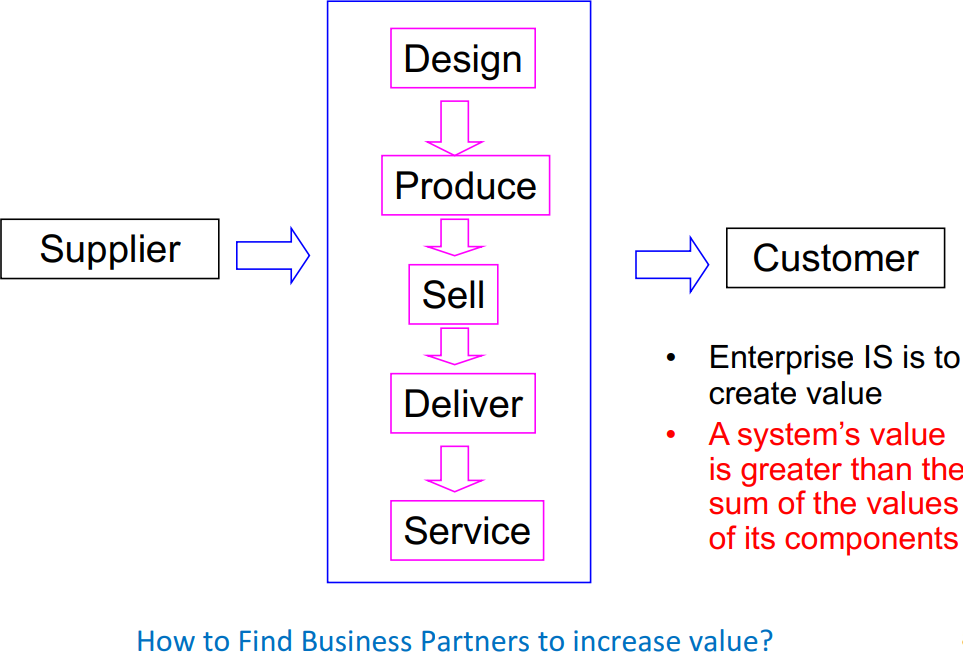 Design
Produce
Supplier
Sell
Customer
Deliver
Service
• Enterprise IS is to
create value
• A system’s value
is greater than the
sum of the values
of its components
How to Find Business Partners to increase value?